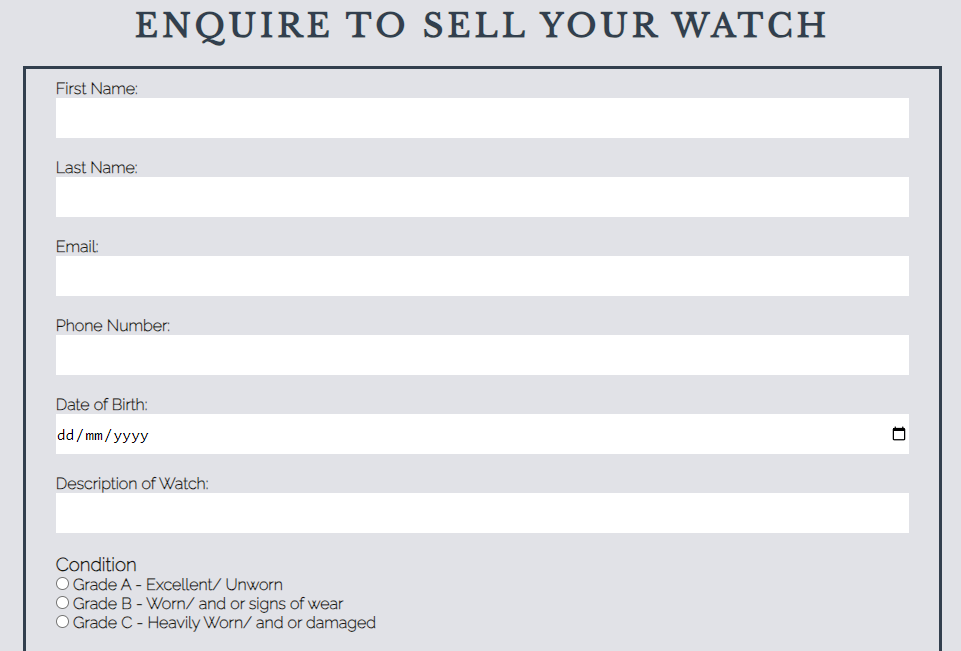 ENQUIRE TO SELL YOUR WATCH
First Name:
Last Name:
Email:
Phone Number:
Date of Birth:
dd/mm/yyyy
Description of Watch:
Condition
Grade A - Excellent/ Unworn
Grade B - Worn/ and or signs of wear
Grade C - Heavily Worn/ and or damaged